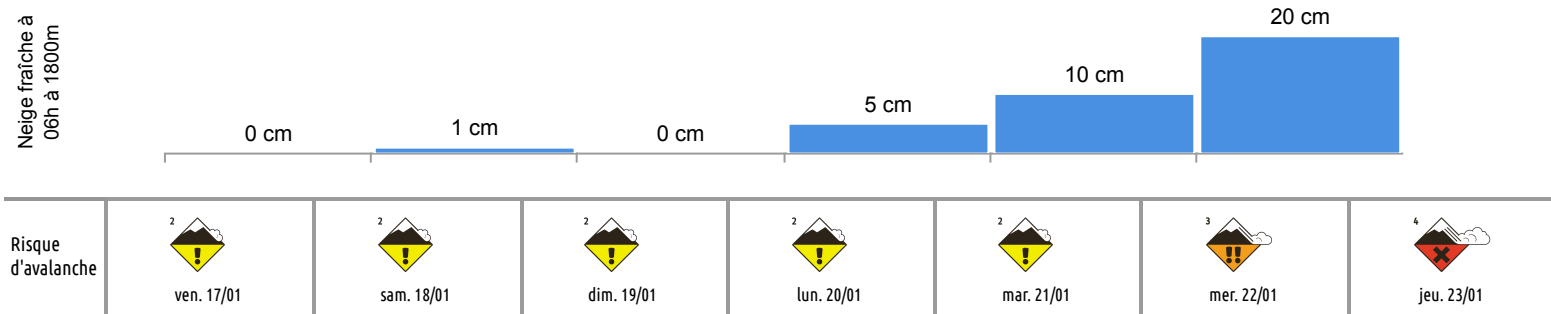 Neige fraîche à
06h à 1800m
0 cm
1 cm
0 cm
5 cm
10 cm
20 cm
Risque
d'avalanche
2
!
ven. 17/01
2
!
sam. 18/01
2
!
dim. 19/01
2
!
lun. 20/01
2
!
mar. 21/01
3
!!
mer. 22/01
4
jeu. 23/01